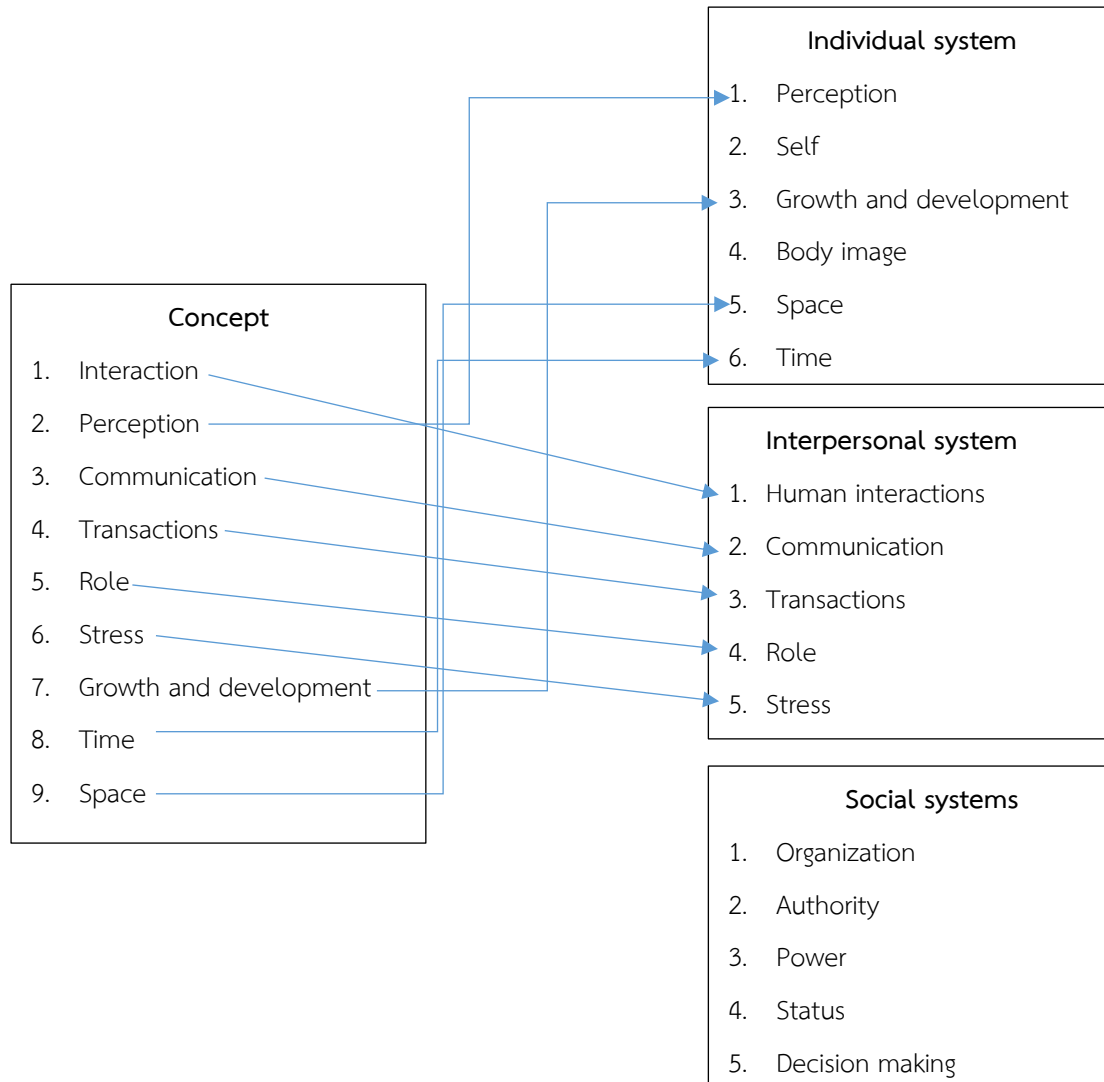 Individual system
1. Perception
2. Self
3. Growth and development
4. Body image
5. Space
6. Time
Concept
1. Interaction
2. Perception
3. Communication
4. Transactions
5. Role
6. Stress
7. Growth and development
8. Time
9. Space
Interpersonal system
1. Human interactions
2. Communication
3. Transactions
4. Role
5. Stress
Social systems
1. Organization
2. Authority
3. Power
4. Status
5. Decision making